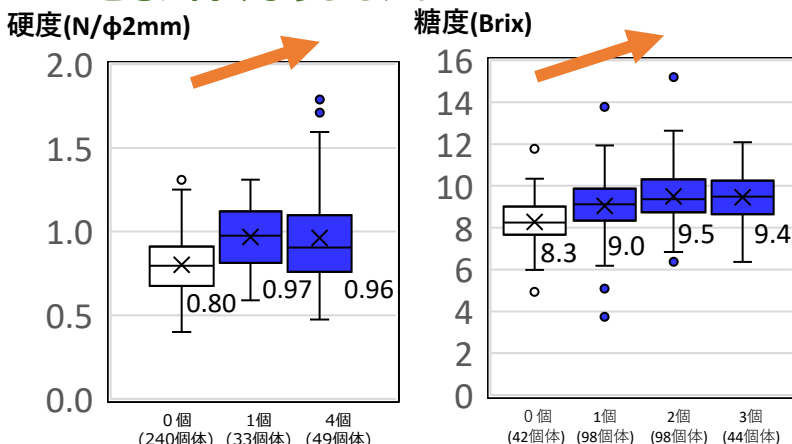 硬度(N/φ2mm)
2.0
1.5
1.0
0.5
0.0
0.80
0.97
0.96
0個
(240個体)
1個
(33個体)
4個
(49個体)
糖度(Brix)
16
14
12
10
8
6
4
2
0
8.3
9.0
9.5
9.4
0個
(42個体)
1個
(98個体)
2個
(98個体)
3個
(44個体)